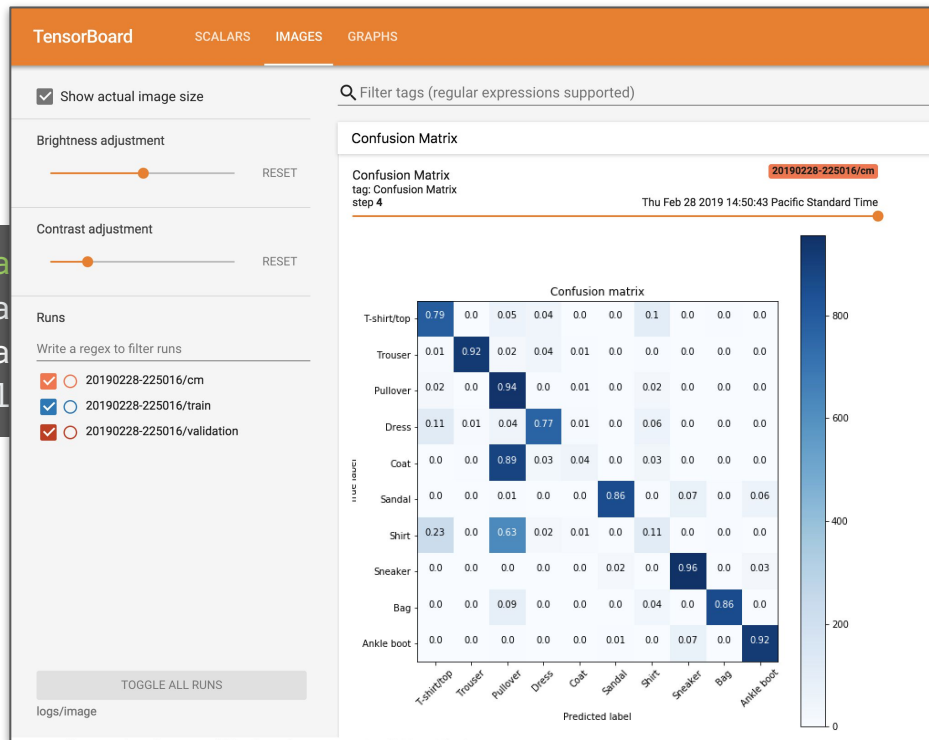 TensorBoard SCALARS IMAGES GRAPHS
Show actual image size
Brightness adjustment
RESET
Contrast adjustment
RESET
Runs
Write a regex to filter runs
20190228-225016/cm
20190228-225016/train
20190228-225016/validation
TOGGLE ALL RUNS
logs/image
Filter tags (regular expressions supported)
Confusion Matrix
Confusion Matrix 20190228-225016/cm
tag: Confusion Matrix
step 4 Thu Feb 28 2019 14:50:43 Pacific Standard Time
Confusion matrix
T-shirt/top 0.79 0.0 0.05 0.04 0.0 0.0 0.1 0.0 0.0 0.0
Trouser 0.01 0.92 0.02 0.04 0.01 0.0 0.0 0.0 0.0 0.0
Pullover 0.02 0.0 0.94 0.0 0.01 0.0 0.02 0.0 0.0 0.0
Dress 0.11 0.01 0.04 0.77 0.01 0.0 0.06 0.0 0.0 0.0
Coat 0.0 0.0 0.89 0.03 0.04 0.0 0.03 0.0 0.0 0.0
Sandal 0.0 0.0 0.01 0.0 0.0 0.86 0.0 0.07 0.0 0.06
Shirt 0.23 0.0 0.63 0.02 0.01 0.0 0.11 0.0 0.0 0.0
Sneaker 0.0 0.0 0.0 0.0 0.0 0.02 0.0 0.96 0.0 0.03
Bag 0.0 0.0 0.09 0.0 0.0 0.0 0.04 0.0 0.86 0.0
Ankle boot 0.0 0.0 0.0 0.0 0.0 0.01 0.0 0.07 0.0 0.92
T-shirt/top Trouser Pullover Dress Coat Sandal Shirt Sneaker Bag Ankle boot
Predicted label
True label
800
600
400
200
0
a
a
a
1